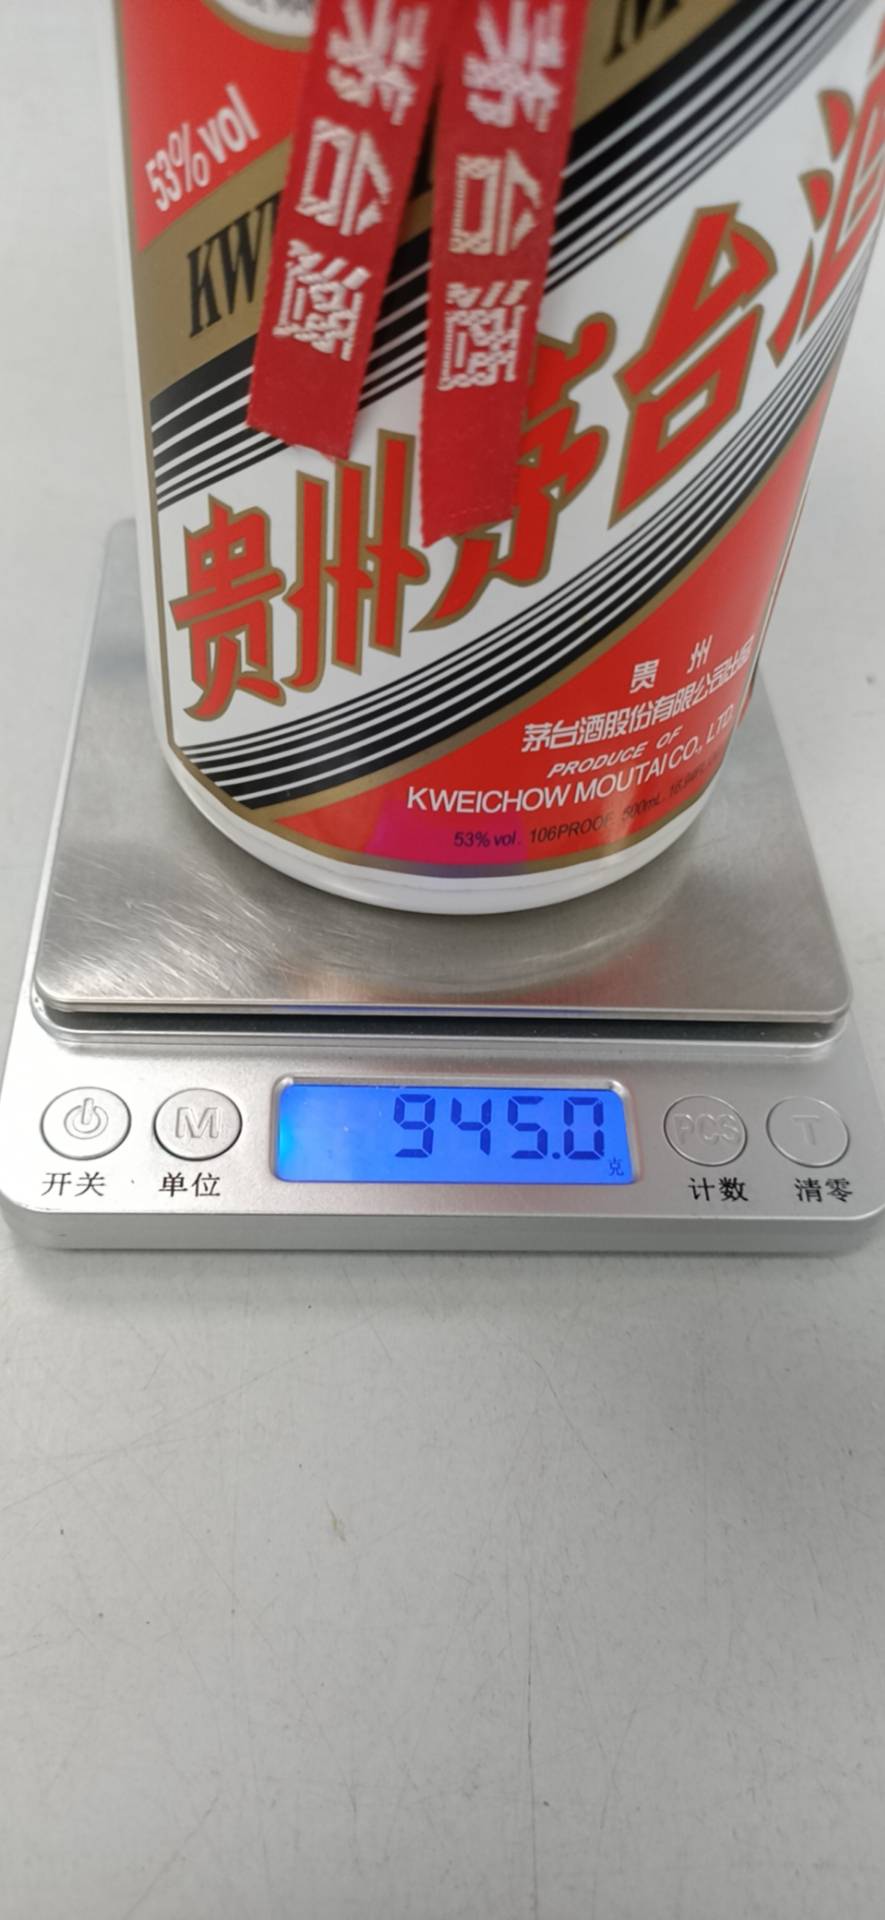 53%vol
KW
茅台酒
茅台酒
贵州茅台酒
贵州
茅台酒股份有限公司出品
PRODUCE OF
KWEICHOW MOUTAI CO., LTD.
53% vol. 106PROOF 500mL.
945.0
克
M
PCS
T
开关
单位
计数
清零